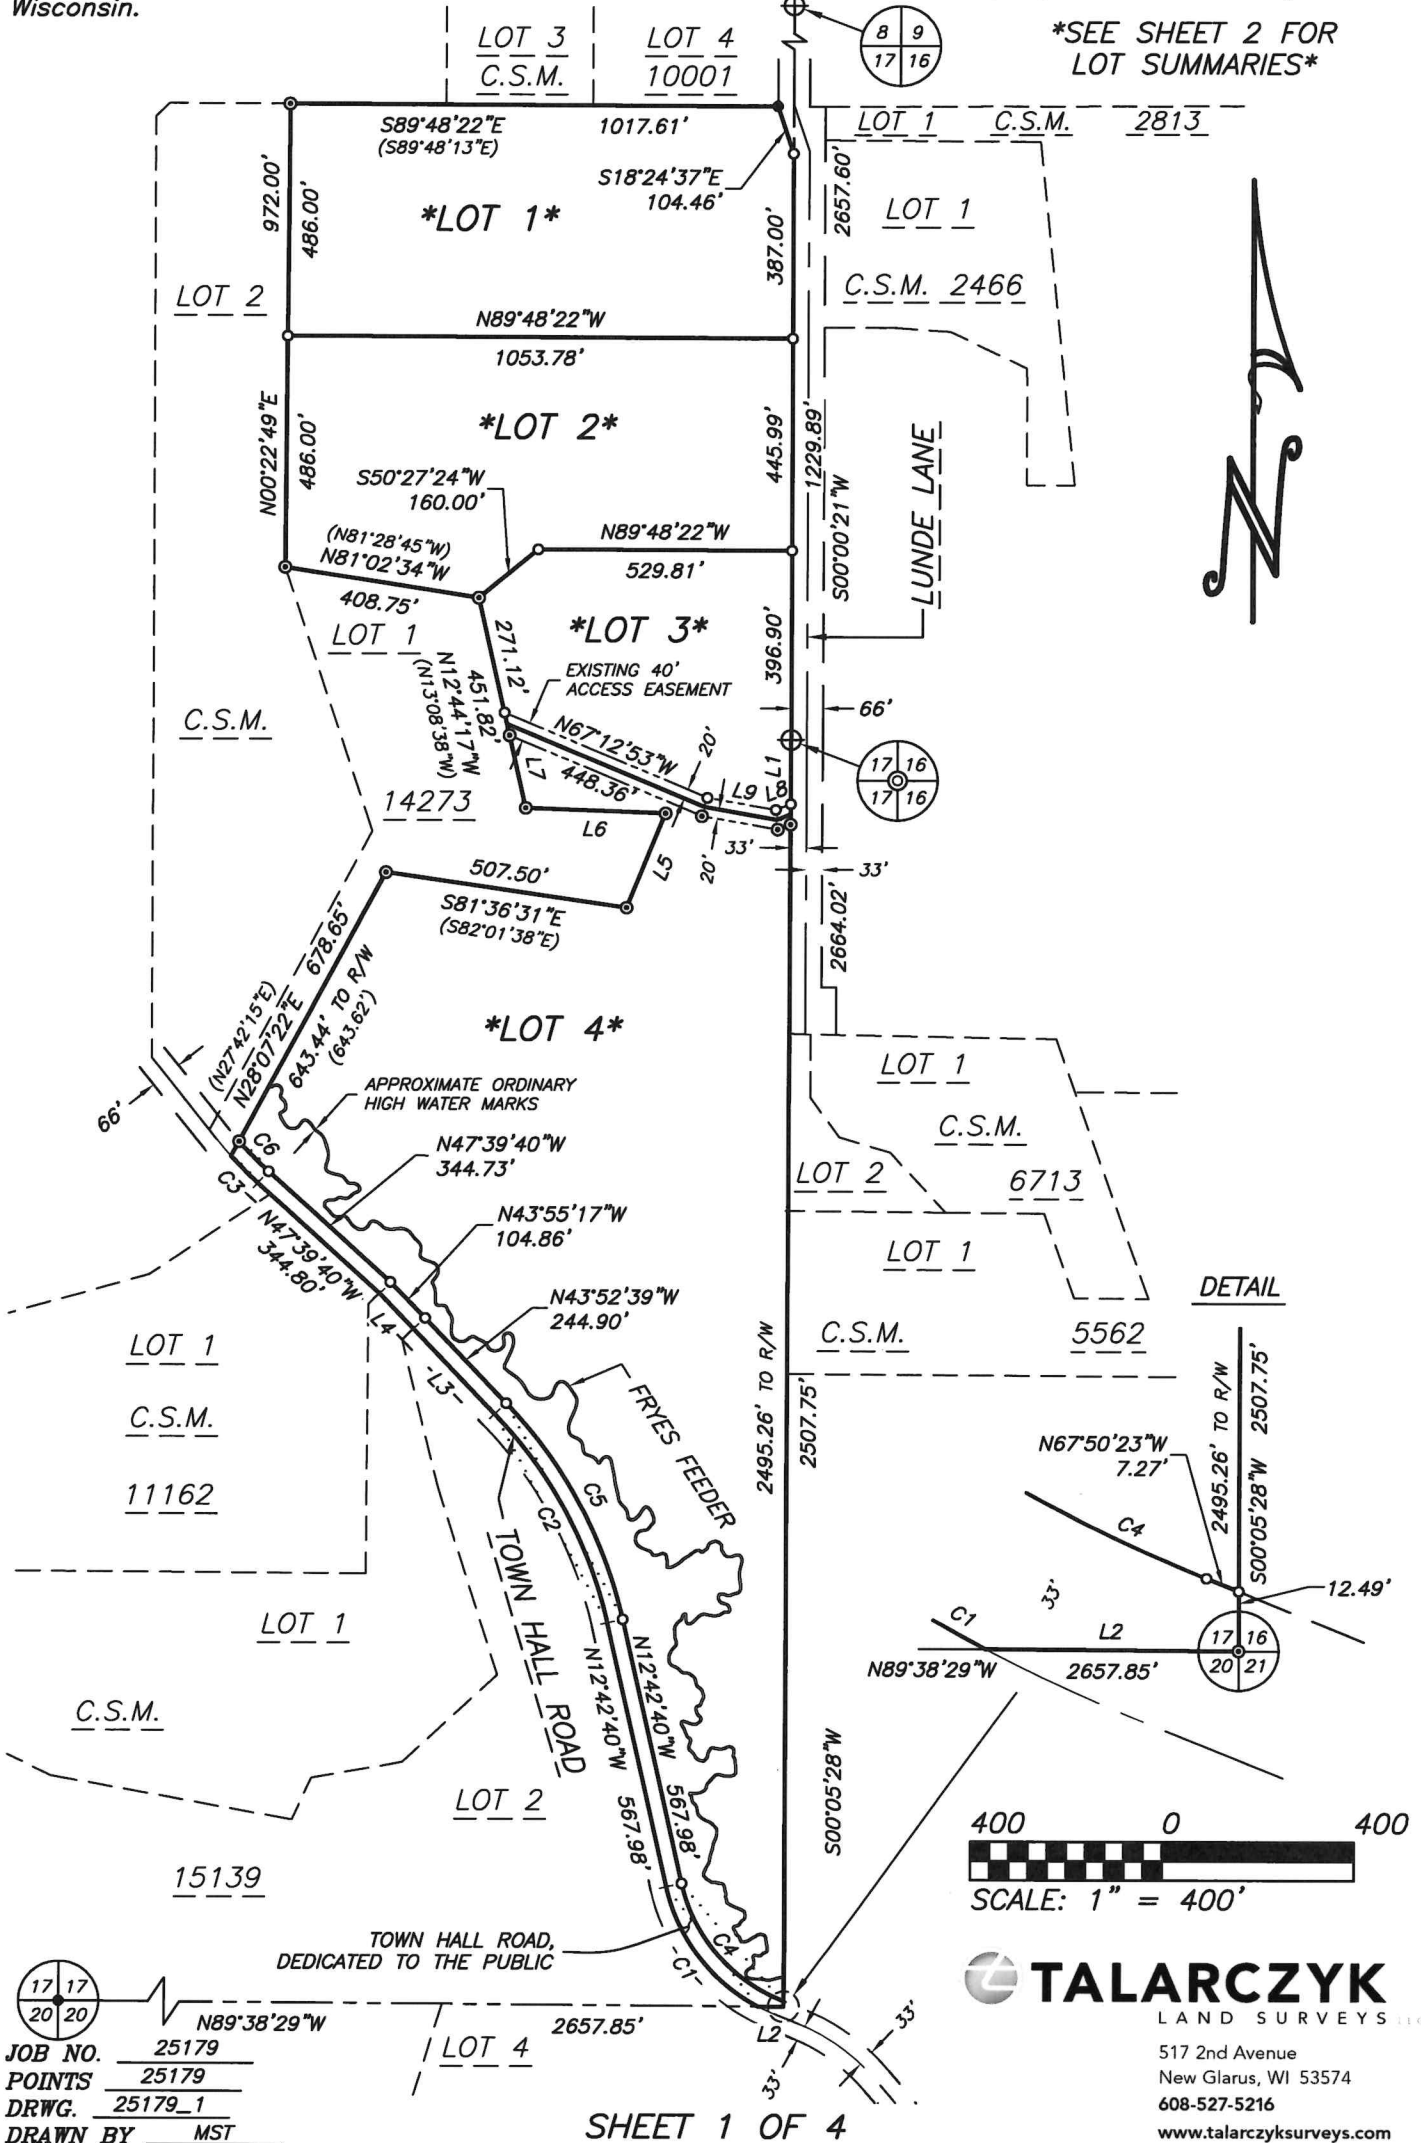 Wisconsin.
LOT 3
C.S.M.
LOT 4
10001
8 9
17 16
*SEE SHEET 2 FOR
LOT SUMMARIES*
S89°48'22"E
(S89°48'13"E)
1017.61'
LOT 1 C.S.M. 2813
S18°24'37"E
104.46'
972.00'
486.00'
*LOT 1*
387.00'
2657.60'
LOT 1
C.S.M. 2466
LOT 2
N89°48'22"W
1053.78'
N00°22'49"E
486.00'
*LOT 2*
445.99'
1229.89'
S00°00'21"W
LUNDE LANE
S50°27'24"W
160.00'
(N81°28'45"W)
N81°02'34"W
408.75'
N89°48'22"W
529.81'
LOT 1
*LOT 3*
396.90'
271.12'
EXISTING 40'
ACCESS EASEMENT
451.82'
N12°44'17"W
(N13°08'38"W)
N67°12'53"W
448.36'
20'
66'
C.S.M.
L1
17 16
17 16
L7
L9
L8
14273
L6
L5
20'
33'
33'
507.50'
S81°36'31"E
(S82°01'38"E)
2664.02'
678.65'
(N27°42'15"E)
N28°07'22"E
643.44' TO R/W
(643.62')
*LOT 4*
66'
APPROXIMATE ORDINARY
HIGH WATER MARKS
LOT 1
C.S.M.
6713
C6
C3
N47°39'40"W
344.73'
LOT 2
N43°55'17"W
104.86'
LOT 1
N47°39'40"W
344.80'
DETAIL
N43°52'39"W
244.90'
L4
LOT 1
C.S.M. 5562
L3
2495.26' TO R/W
2507.75'
FRYES FEEDER
C.S.M.
11162
C5
C2
N67°50'23"W
7.27'
C4
2495.26' TO R/W
S00°05'28"W 2507.75'
12.49'
33'
C1
L2
17 16
20 21
N89°38'29"W 2657.85'
TOWN HALL ROAD
LOT 1
N12°42'40"W
567.98'
N12°42'40"W
567.98'
C.S.M.
LOT 2
S00°05'28"W
15139
400 0 400
SCALE: 1" = 400'
TOWN HALL ROAD,
DEDICATED TO THE PUBLIC
C4
C1
17 17
20 20
N89°38'29"W
2657.85'
L2
33'
33'
LOT 4
TALARCZYK
LAND SURVEYS
517 2nd Avenue
New Glarus, WI 53574
608-527-5216
www.talarczyksurveys.com
JOB NO. 25179
POINTS 25179
DRWG. 25179_1
DRAWN BY MST
SHEET 1 OF 4